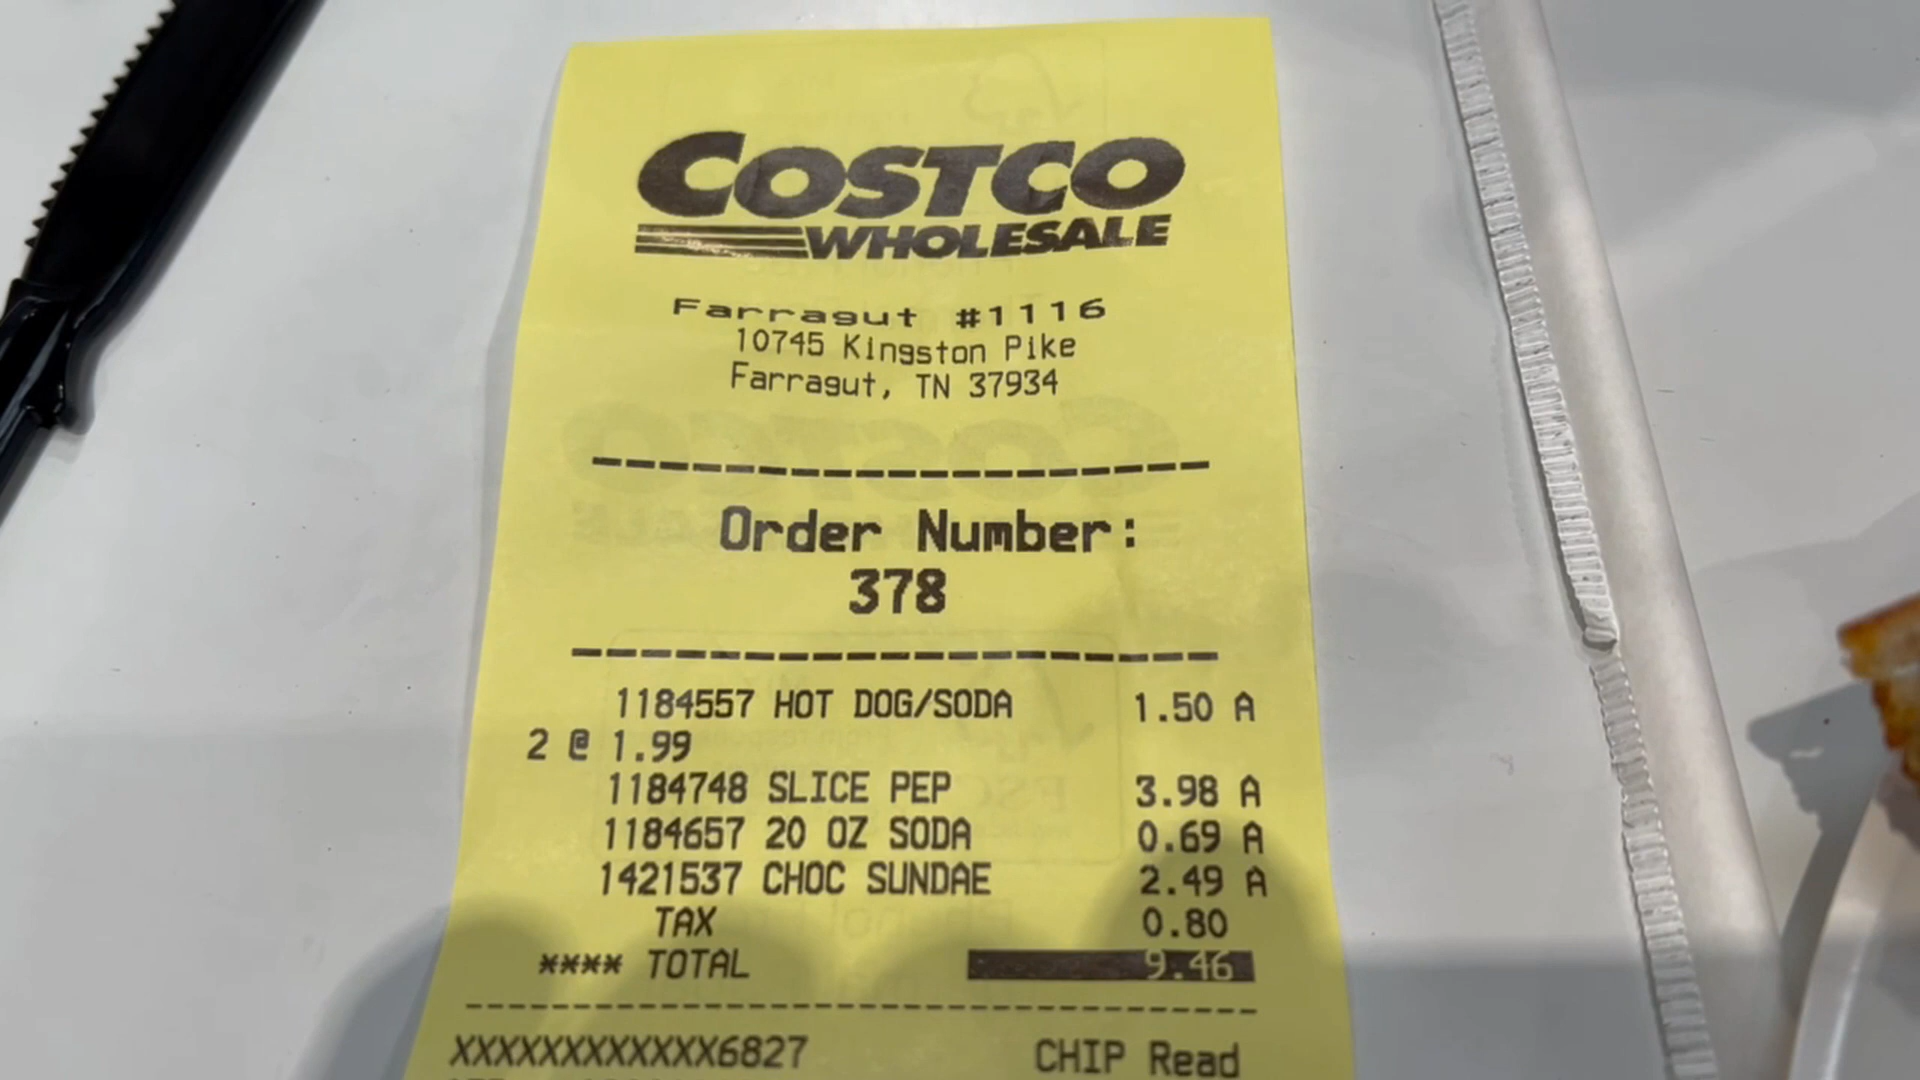 COSTCO
WHOLESALE
Farragut #1116
10745 Kingston Pike
Farragut, TN 37934
Order Number:
378
1184557 HOT DOG/SODA 1.50 A
2 @ 1.99
1184748 SLICE PEP 3.98 A
1184657 20 OZ SODA 0.69 A
1421537 CHOC SUNDAE 2.49 A
TAX 0.80
**** TOTAL 9.46
XXXXXXXXXXXX6827 CHIP Read